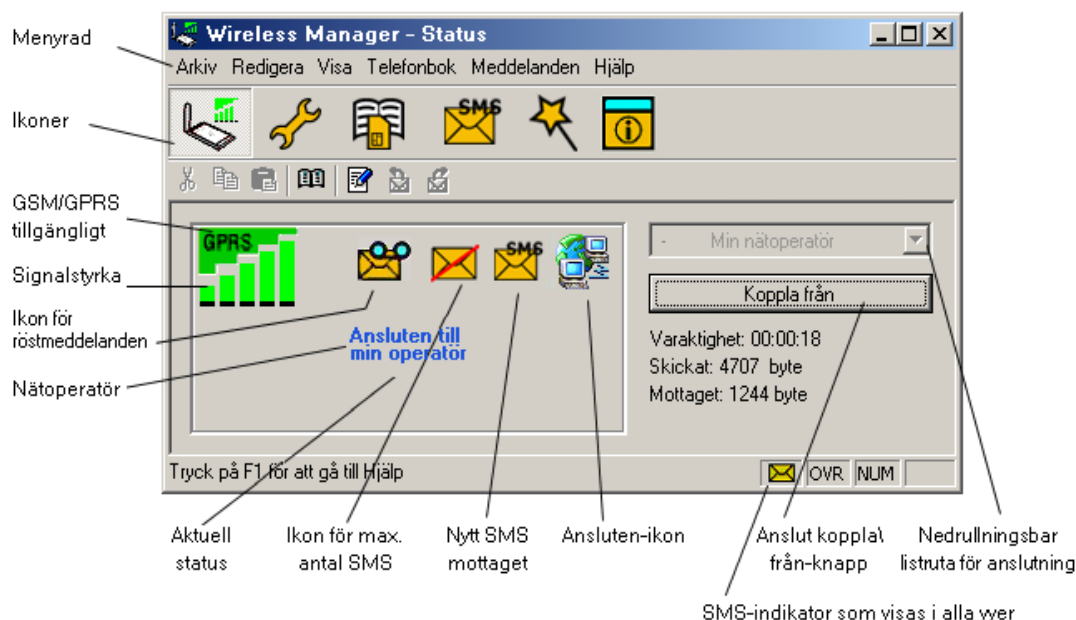 Wireless Manager - Status
Menyrad
Arkiv Redigera Visa Telefonbok Meddelanden Hjälp
SMS
Ikoner
GSM/GPRS
tillgängligt
GPRS
SMS
- Min nätoperatör
Signalstyrka
Koppla från
Ikon för
röstmeddelanden
Ansluten till
min operatör
Varaktighet: 00:00:18
Skickat: 4707 byte
Nätoperatör
Mottaget: 1244 byte
Tryck på F1 för att gå till Hjälp
OVR NUM
Aktuell
status
Ikon för max.
antal SMS
Nytt SMS
mottaget
Ansluten-ikon
Anslut koppla\
från-knapp
Nedrullningsbar
listruta för anslutning
SMS-indikator som visas i alla vyer